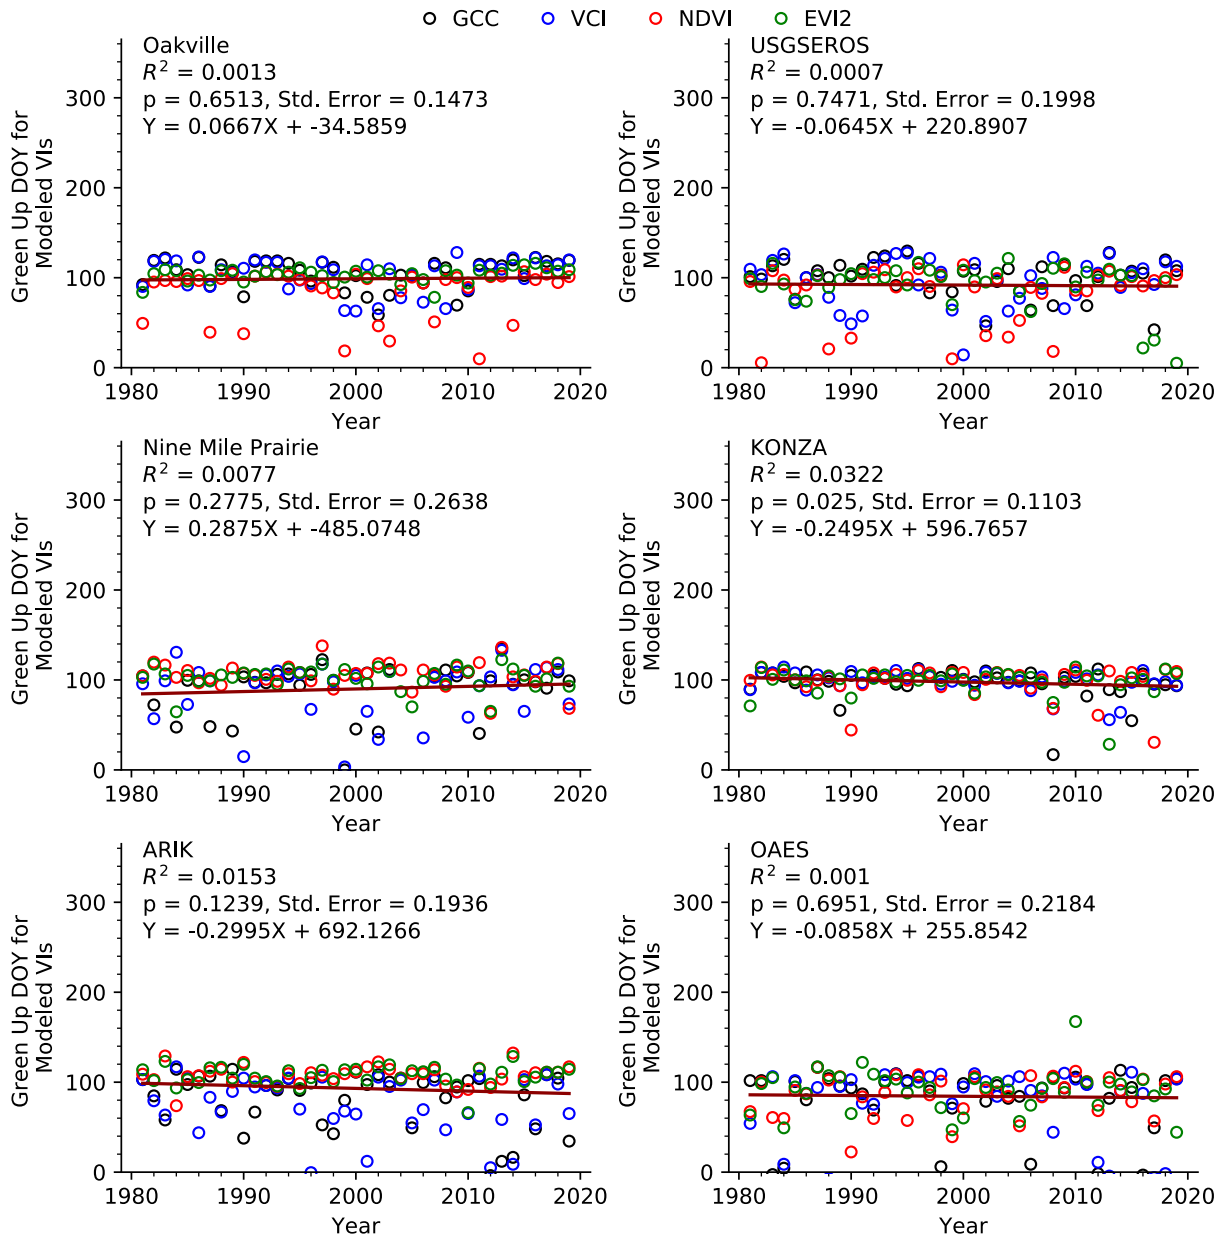 GCC VCI NDVI EVI2
Oakville
R² = 0.0013
p = 0.6513, Std. Error = 0.1473
Y = 0.0667X + -34.5859
Green Up DOY for
Modeled VIs
300
200
100
0
1980 1990 2000 2010 2020
Year
USGSEROS
R² = 0.0007
p = 0.7471, Std. Error = 0.1998
Y = -0.0645X + 220.8907
Green Up DOY for
Modeled VIs
300
200
100
0
1980 1990 2000 2010 2020
Year
Nine Mile Prairie
R² = 0.0077
p = 0.2775, Std. Error = 0.2638
Y = 0.2875X + -485.0748
Green Up DOY for
Modeled VIs
300
200
100
0
1980 1990 2000 2010 2020
Year
KONZA
R² = 0.0322
p = 0.025, Std. Error = 0.1103
Y = -0.2495X + 596.7657
Green Up DOY for
Modeled VIs
300
200
100
0
1980 1990 2000 2010 2020
Year
ARIK
R² = 0.0153
p = 0.1239, Std. Error = 0.1936
Y = -0.2995X + 692.1266
Green Up DOY for
Modeled VIs
300
200
100
0
1980 1990 2000 2010 2020
Year
OAES
R² = 0.001
p = 0.6951, Std. Error = 0.2184
Y = -0.0858X + 255.8542
Green Up DOY for
Modeled VIs
300
200
100
0
1980 1990 2000 2010 2020
Year